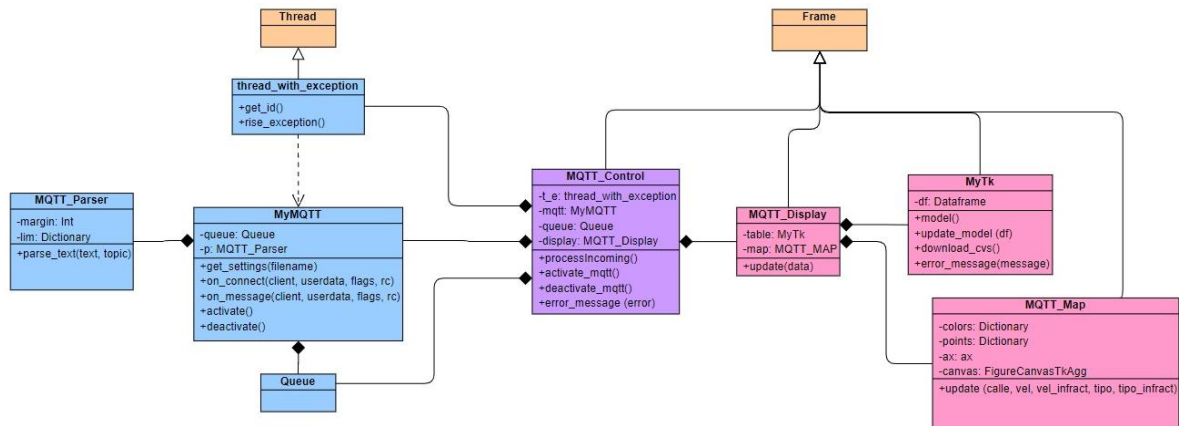 Thread
Frame
thread_with_exception
+get_id()
+rise_exception()
MQTT_Parser
-margin: Int
-lim: Dictionary
+parse_text(text, topic)
MyMQTT
-queue: Queue
-p: MQTT_Parser
+get_settings(filename)
+on_connect(client, userdata, flags, rc)
+on_message(client, userdata, flags, rc)
+activate()
+deactivate()
Queue
MQTT_Control
-t_e: thread_with_exception
-mqtt: MyMQTT
-queue: Queue
-display: MQTT_Display
+processIncoming()
+activate_mqtt()
+deactivate_mqtt()
+error_message (error)
MQTT_Display
-table: MyTk
-map: MQTT_MAP
+update(data)
MyTk
-df: Dataframe
+model()
+update_model (df)
+download_cvs()
+error_message(message)
MQTT_Map
-colors: Dictionary
-points: Dictionary
-ax: ax
-canvas: FigureCanvasTkAgg
+update (calle, vel, vel_infract, tipo, tipo_infract)